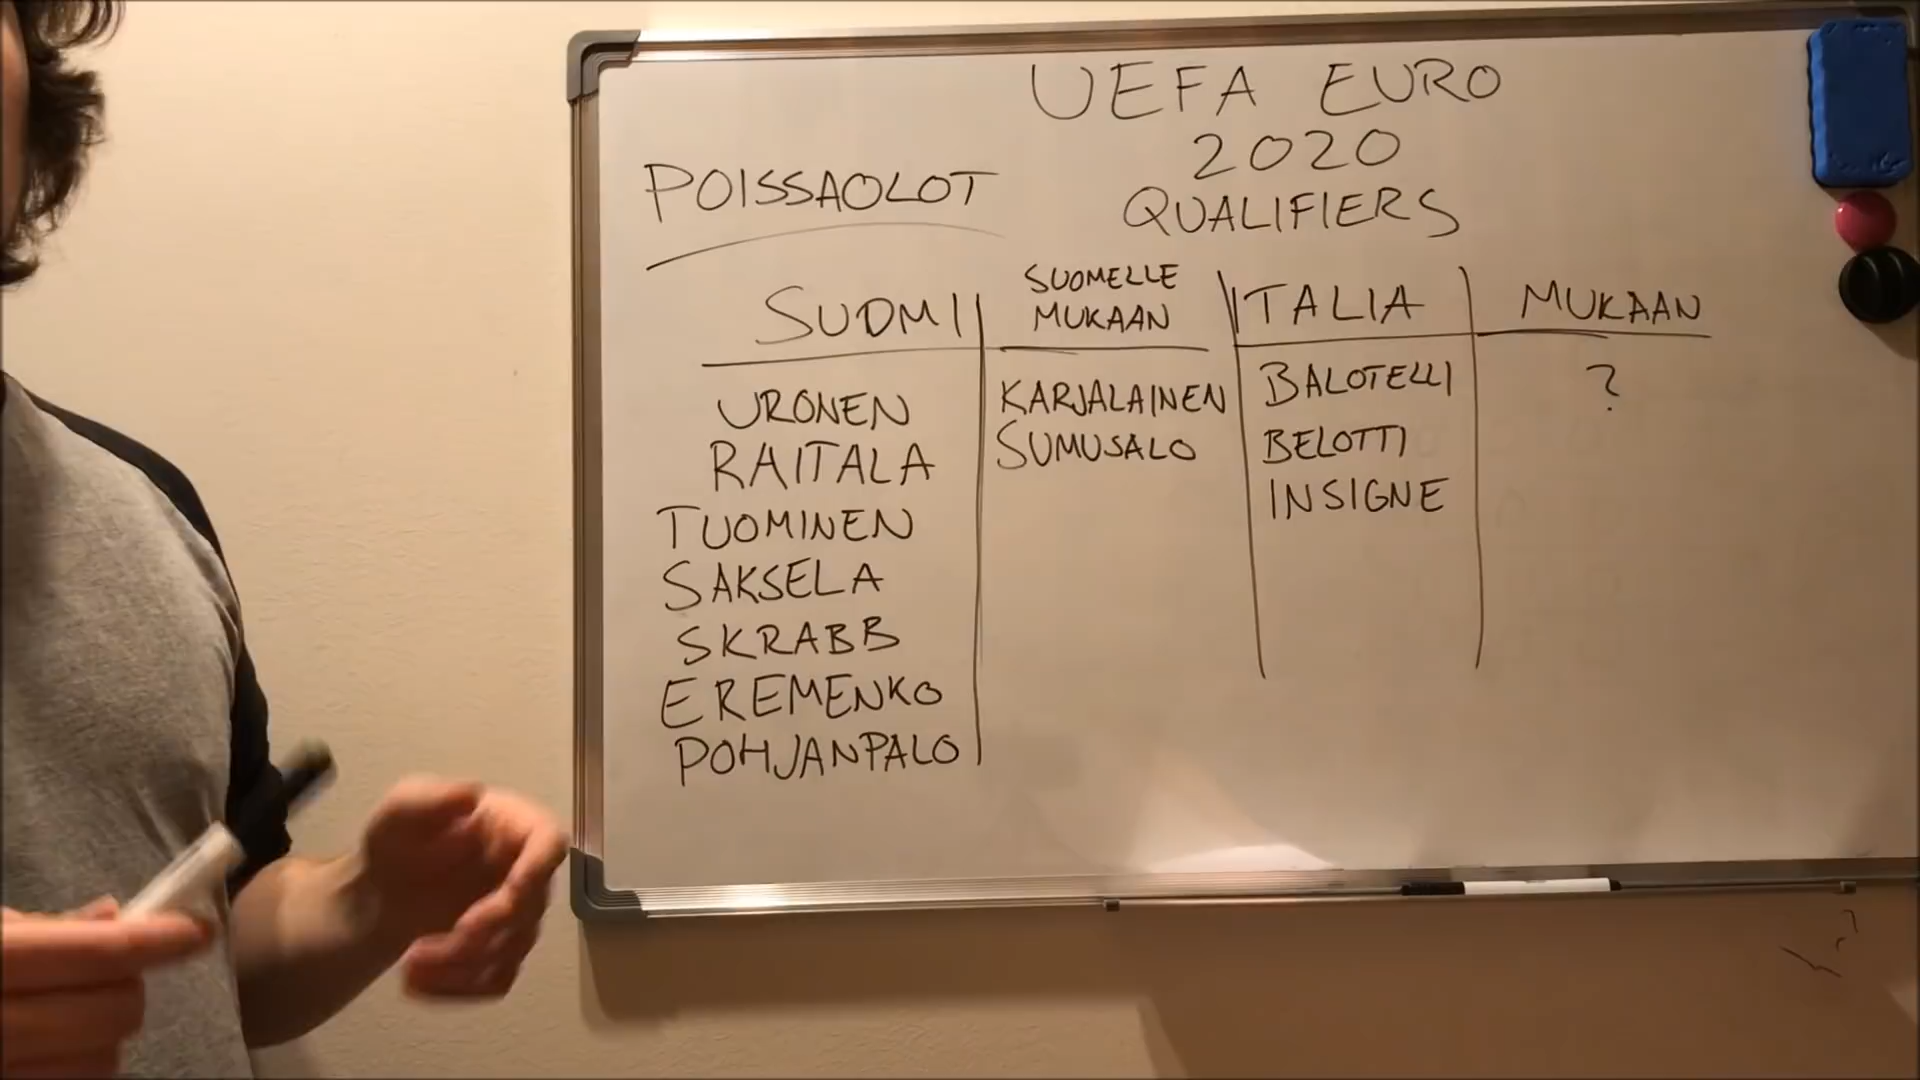 UEFA EURO
2020
QUALIFIERS
POISSAOLOT
SUOMI
URONEN
RAITALA
TUOMINEN
SAKSELA
SKRABB
EREMENKO
POHJANPALO
SUOMELLE
MUKAAN
KARJALAINEN
SUMUSALO
ITALIA
BALOTELLI
BELOTTI
INSIGNE
MUKAAN
?